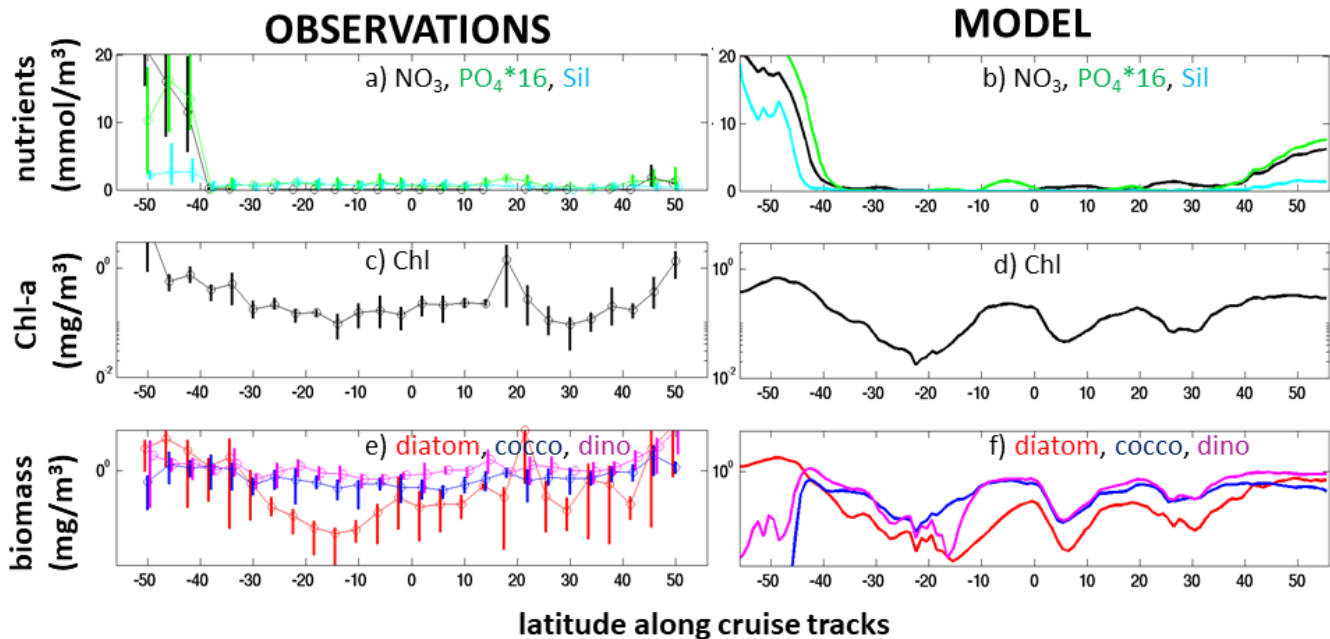 OBSERVATIONS
MODEL
nutrients
(mmol/m³)
20
10
0
a) NO₃, PO₄*16, Sil
-50 -40 -30 -20 -10 0 10 20 30 40 50
20
10
0
b) NO₃, PO₄*16, Sil
-50 -40 -30 -20 -10 0 10 20 30 40 50
Chl-a
(mg/m³)
0⁰
0⁻²
c) Chl
-50 -40 -30 -20 -10 0 10 20 30 40 50
10⁰
10⁻²
d) Chl
-50 -40 -30 -20 -10 0 10 20 30 40 50
biomass
(mg/m³)
0⁰
e) diatom, cocco, dino
-50 -40 -30 -20 -10 0 10 20 30 40 50
10⁰
f) diatom, cocco, dino
-50 -40 -30 -20 -10 0 10 20 30 40 50
latitude along cruise tracks